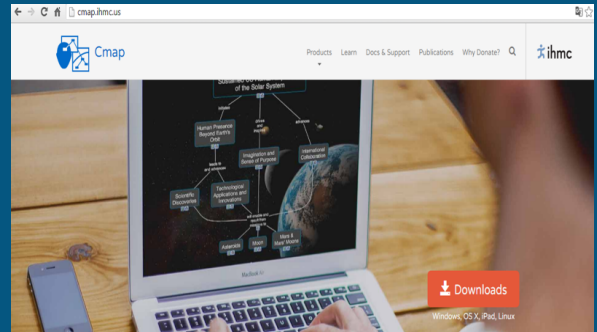 cmap.ihmc.us
Cmap
Products Learn Docs & Support Publications Why Donate?
ihmc
of the Solar System
Human Presence
Beyond Earth's
Orbit
Imagination and
Sense of Purpose
International
Collaboration
Scientific
Discoveries
Technological
Applications and
Innovations
Asteroids
Moon
Mars &
Mars' Moons
MacBook Air
Downloads
Windows, OS X, iPad, Linux